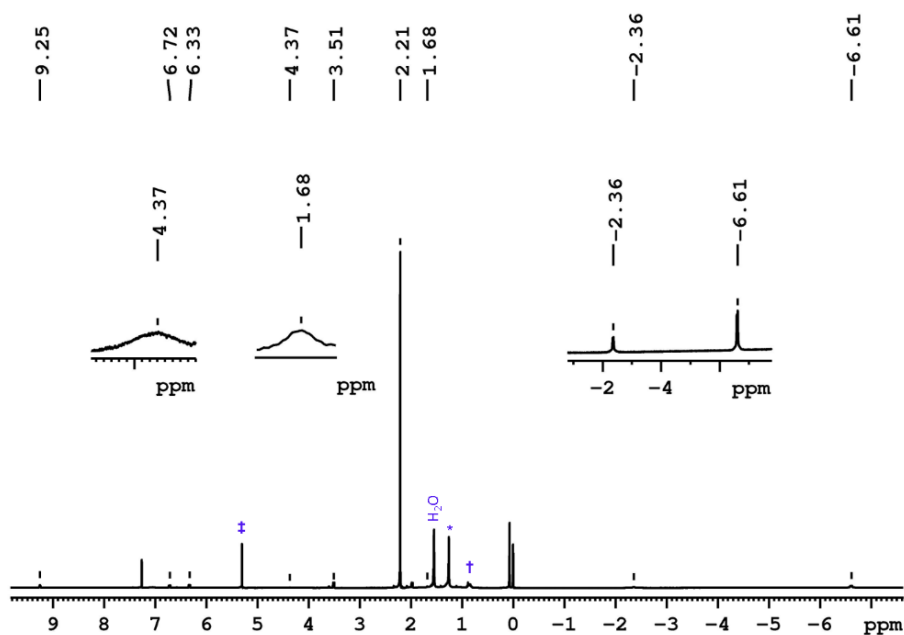 9.25 6.72 6.33 4.37 3.51 2.21 1.68 -2.36 -6.61
4.37 1.68 -2.36 -6.61
ppm ppm -2 -4 ppm
‡ H₂O * †
9 8 7 6 5 4 3 2 1 0 -1 -2 -3 -4 -5 -6 ppm